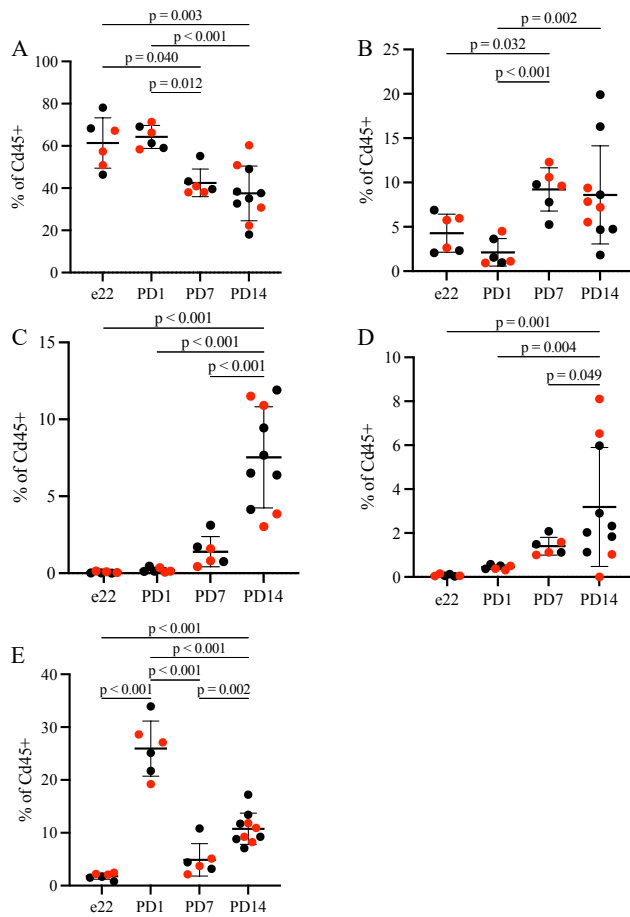 p = 0.003
p < 0.001
p = 0.040
p = 0.012
A
100
80
60
40
20
0
% of Cd45+
e22 PD1 PD7 PD14
p = 0.002
p = 0.032
p < 0.001
B
25
20
15
10
5
0
% of Cd45+
e22 PD1 PD7 PD14
p < 0.001
p < 0.001
p < 0.001
C
15
10
5
0
% of Cd45+
e22 PD1 PD7 PD14
p = 0.001
p = 0.004
p = 0.049
D
10
8
6
4
2
0
% of Cd45+
e22 PD1 PD7 PD14
p < 0.001
p < 0.001
p < 0.001
p < 0.001 p = 0.002
E
40
30
20
10
0
% of Cd45+
e22 PD1 PD7 PD14